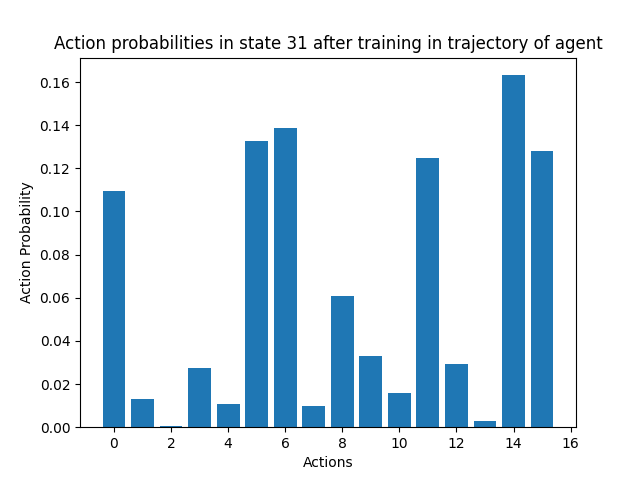 Action probabilities in state 31 after training in trajectory of agent
0.16
0.14
0.12
0.10
0.08
0.06
0.04
0.02
0.00
Action Probability
0 2 4 6 8 10 12 14 16
Actions